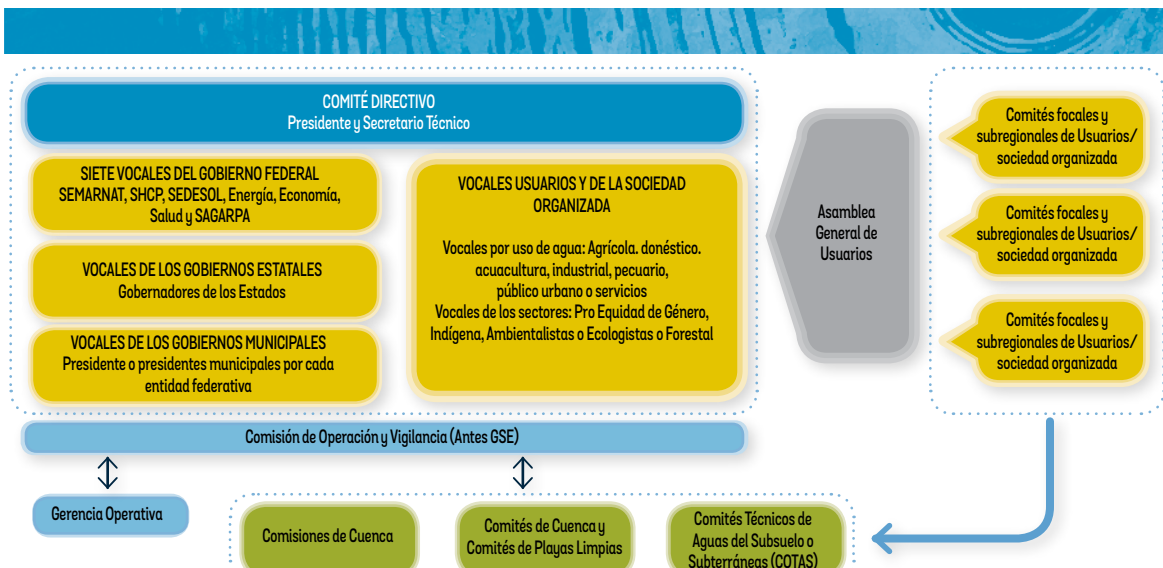 COMITÉ DIRECTIVO
Presidente y Secretario Técnico
SIETE VOCALES DEL GOBIERNO FEDERAL
SEMARNAT, SHCP, SEDESOL, Energía, Economía,
Salud y SAGARPA
VOCALES DE LOS GOBIERNOS ESTATALES
Gobernadores de los Estados
VOCALES DE LOS GOBIERNOS MUNICIPALES
Presidente o presidentes municipales por cada
entidad federativa
VOCALES USUARIOS Y DE LA SOCIEDAD
ORGANIZADA
Vocales por uso de agua: Agrícola. donéstico.
acuacultura, industrial, pecuario,
público urbano o servicios
Vocales de los sectores: Pro Equidad de Género,
Indígena, Ambientalistas o Ecologistas o Forestal
Asamblea
General de
Usuarios
Comités focales y
subregionales de Usuarios/
sociedad organizada
Comités focales y
subregionales de Usuarios/
sociedad organizada
Comités focales y
subregionales de Usuarios/
sociedad organizada
Comisión de Operación y Vigilancia (Antes GSE)
Gerencia Operativa
Comisiones de Cuenca
Comités de Cuenca y
Comités de Playas Limpias
Comités Técnicos de
Aguas del Subsuelo o
Subterráneas (COTAS)